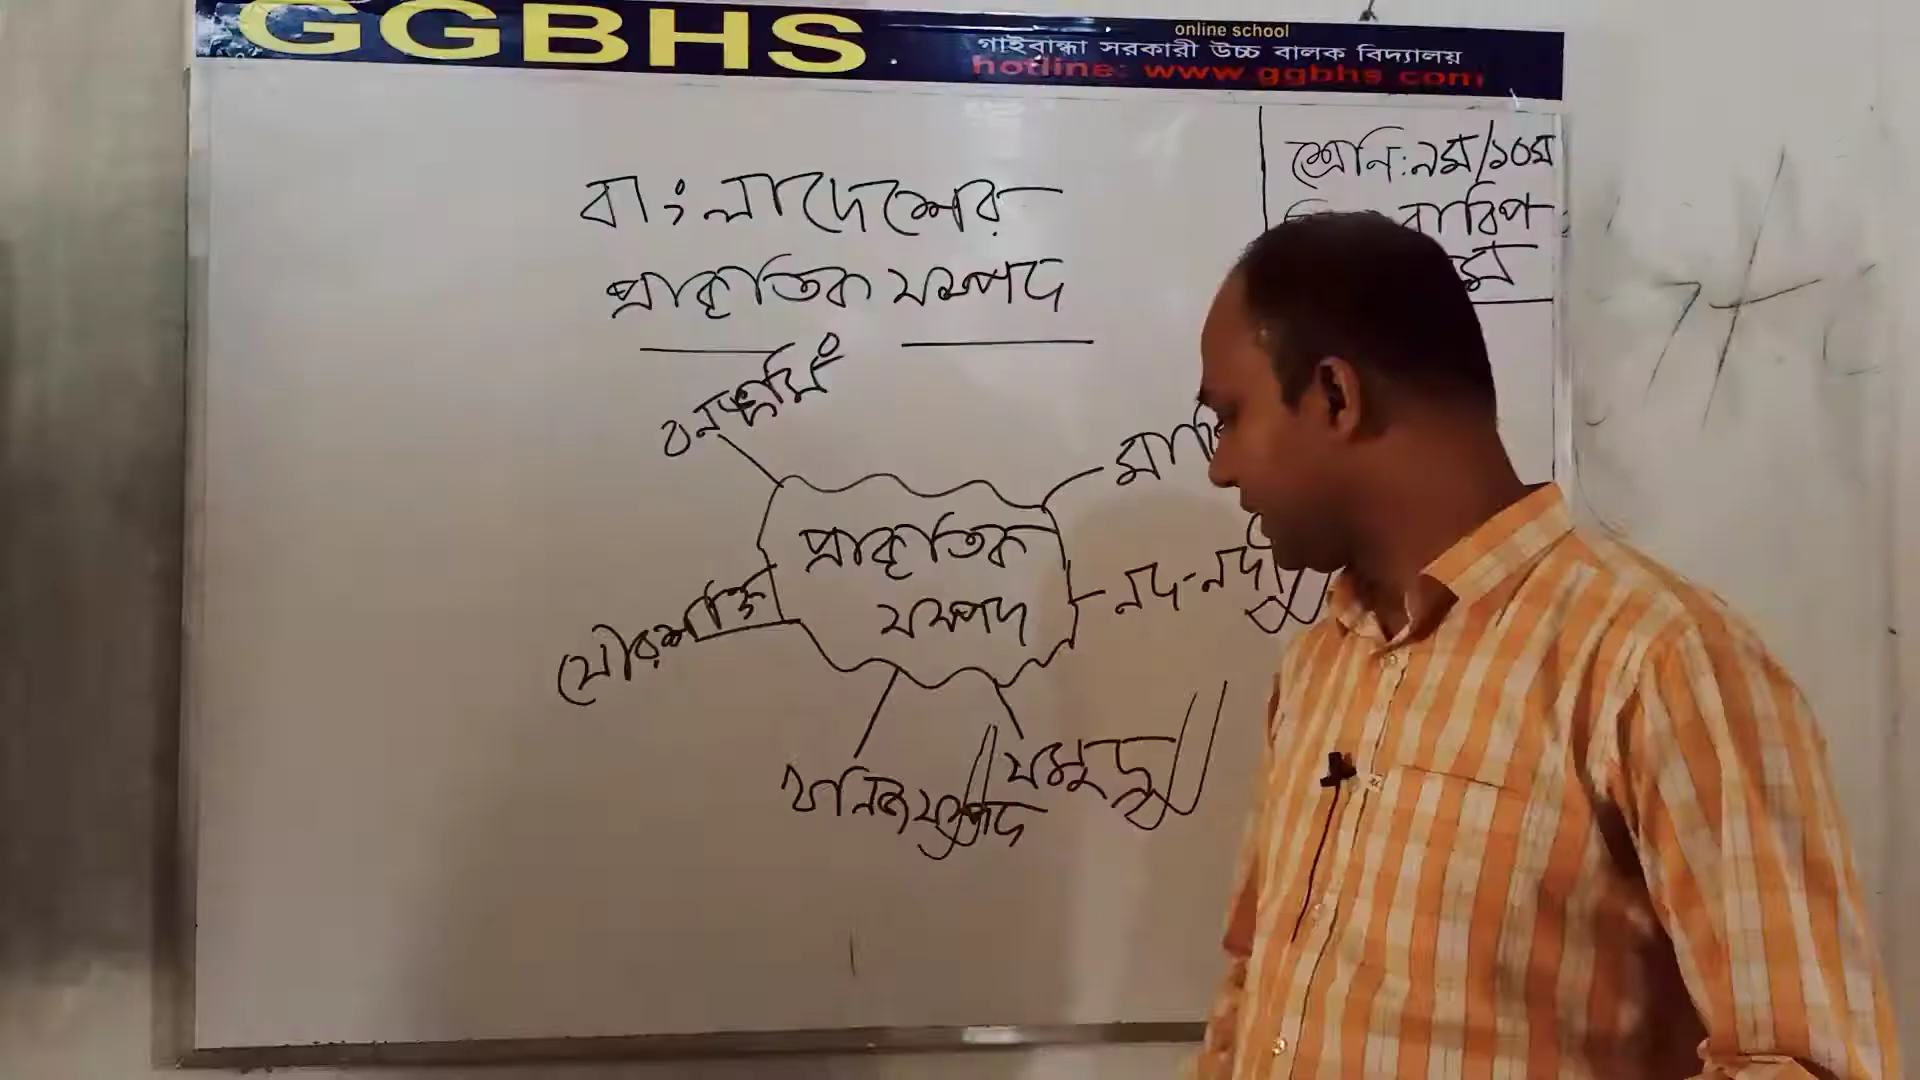 GGBHS
online school
গাইবান্ধা সরকারী উচ্চ বালক বিদ্যালয়
hotline: www ggbhs com
শ্রেনি: ৯ম/১০ম
বাবিপ
বাংলাদেশের
প্রাকৃতিক সম্পদ
বনভূমি
প্রাকৃতিক
সম্পদ
নদ-নদী
সৌরশক্তি
খনিজ সম্পদ
সমুদ্র